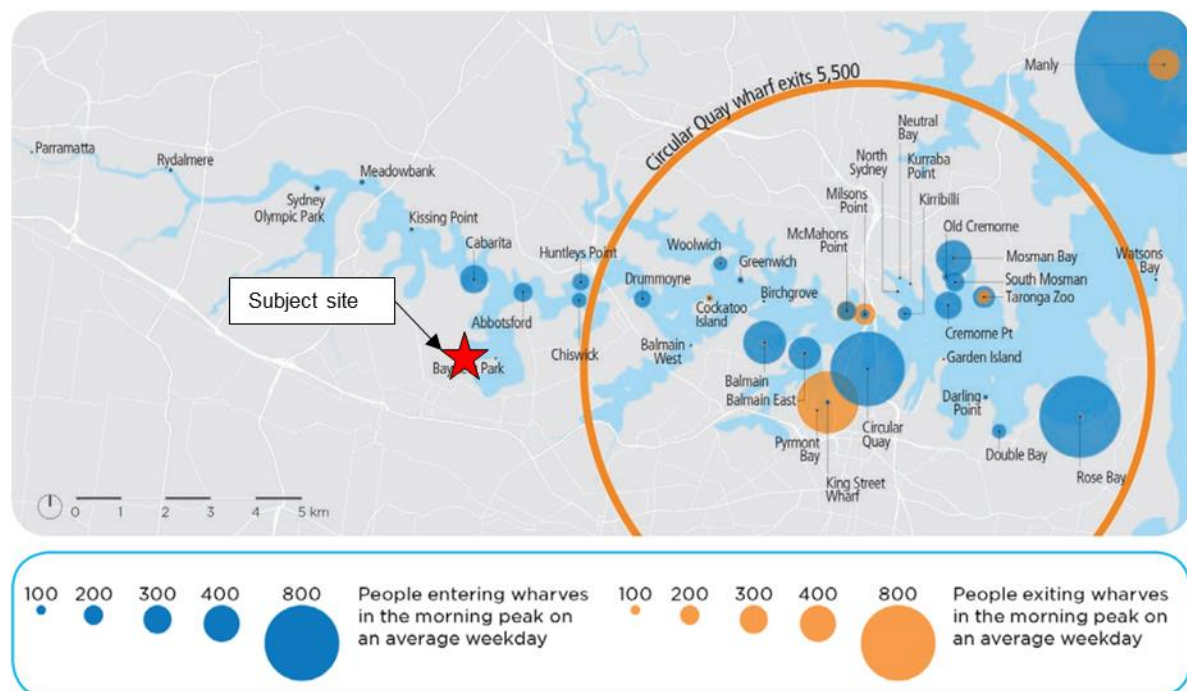 Circular Quay wharf exits 5,500
Manly
Parramatta
Rydalmere
Sydney
Olympic Park
Meadowbank
Kissing Point
Cabarita
Huntleys Point
Abbotsford
Chiswick
Subject site
Drummoyne
Woolwich
Greenwich
Cockatoo
Island
Birchgrove
Balmain
West
McMahons
Point
Milsons
Point
North
Sydney
Neutral
Bay
Kurraba
Point
Kirribilli
Old Cremorne
Mosman Bay
South Mosman
Taronga Zoo
Watsons
Bay
Cremorne Pt
Garden Island
Darling
Point
Double Bay
Rose Bay
Balmain
Balmain East
Circular
Quay
Pyrmont
Bay
King Street
Wharf
0 1 2 3 4 5 km
100 200 300 400 800
People entering wharves
in the morning peak on
an average weekday
100 200 300 400 800
People exiting wharves
in the morning peak on
an average weekday